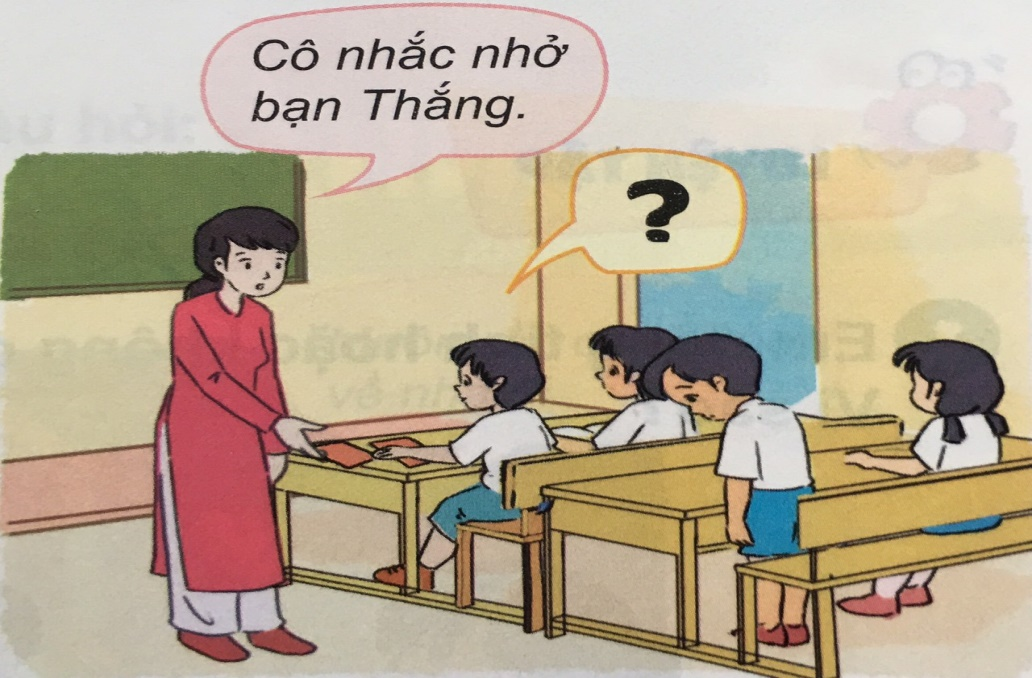 Cô nhắc nhở
bạn Thắng.
?